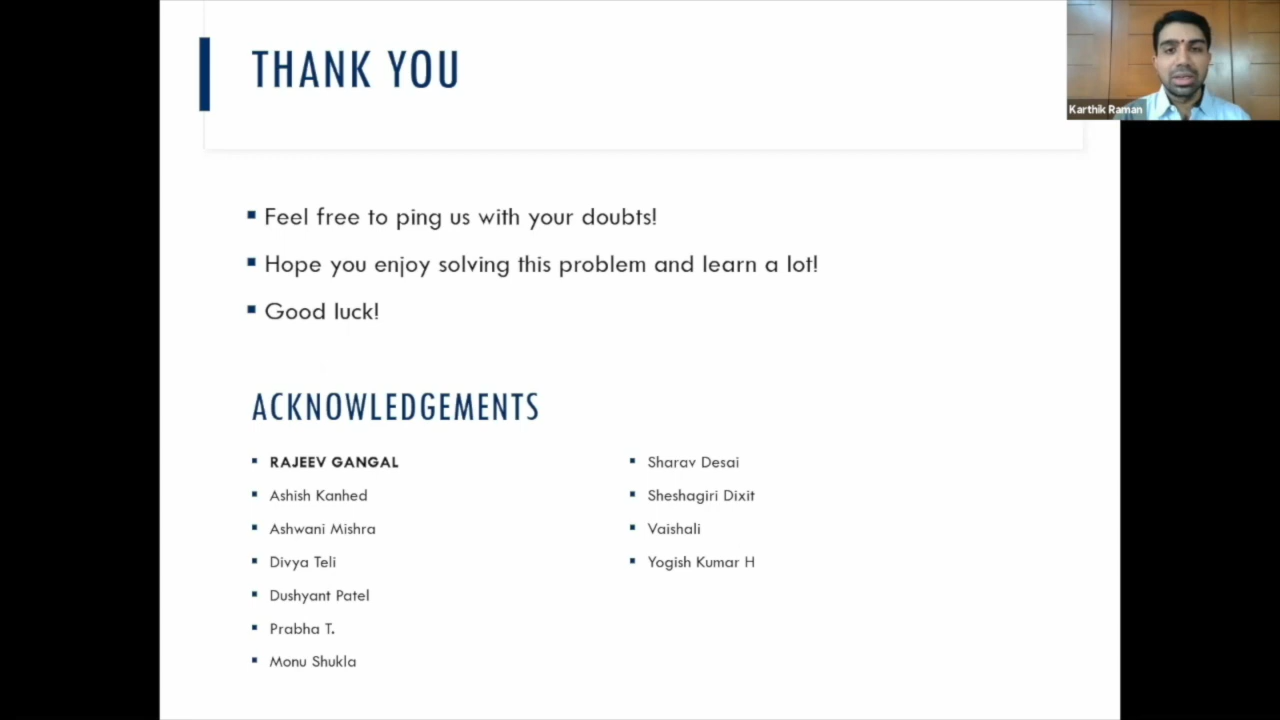 THANK YOU
Karthik Raman
Feel free to ping us with your doubts!
Hope you enjoy solving this problem and learn a lot!
Good luck!
ACKNOWLEDGEMENTS
RAJEEV GANGAL
Ashish Kanhed
Ashwani Mishra
Divya Teli
Dushyant Patel
Prabha T.
Monu Shukla
Sharav Desai
Sheshagiri Dixit
Vaishali
Yogish Kumar H